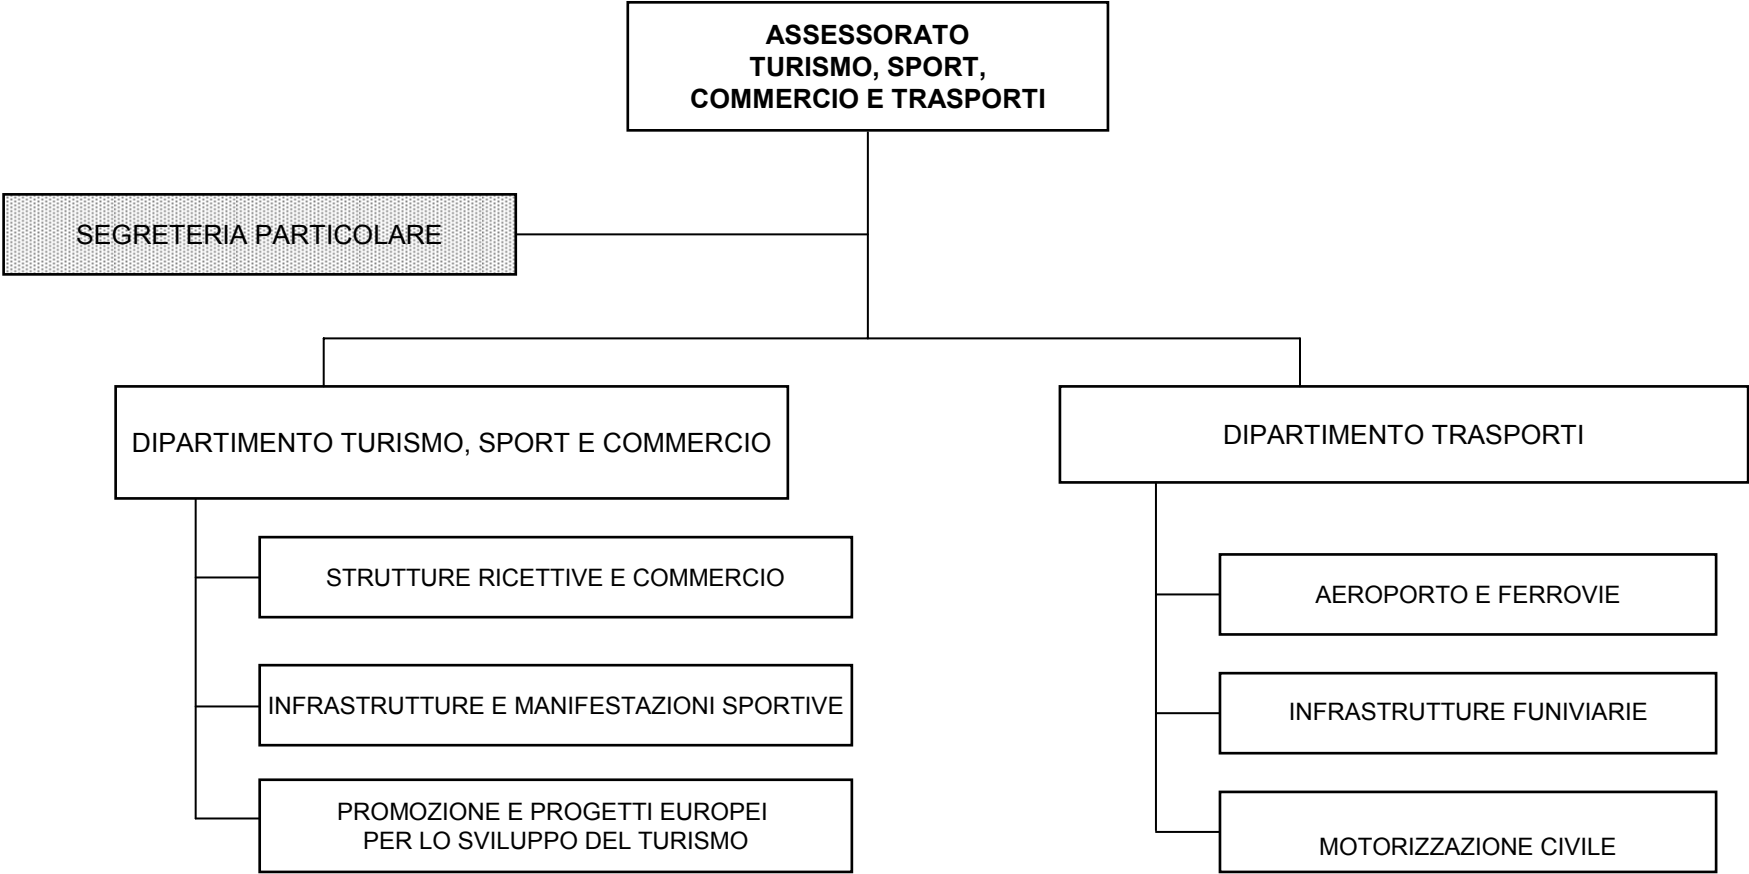 ASSESSORATO
TURISMO, SPORT,
COMMERCIO E TRASPORTI
SEGRETERIA PARTICOLARE
DIPARTIMENTO TURISMO, SPORT E COMMERCIO
STRUTTURE RICETTIVE E COMMERCIO
INFRASTRUTTURE E MANIFESTAZIONI SPORTIVE
PROMOZIONE E PROGETTI EUROPEI
PER LO SVILUPPO DEL TURISMO
DIPARTIMENTO TRASPORTI
AEROPORTO E FERROVIE
INFRASTRUTTURE FUNIVIARIE
MOTORIZZAZIONE CIVILE